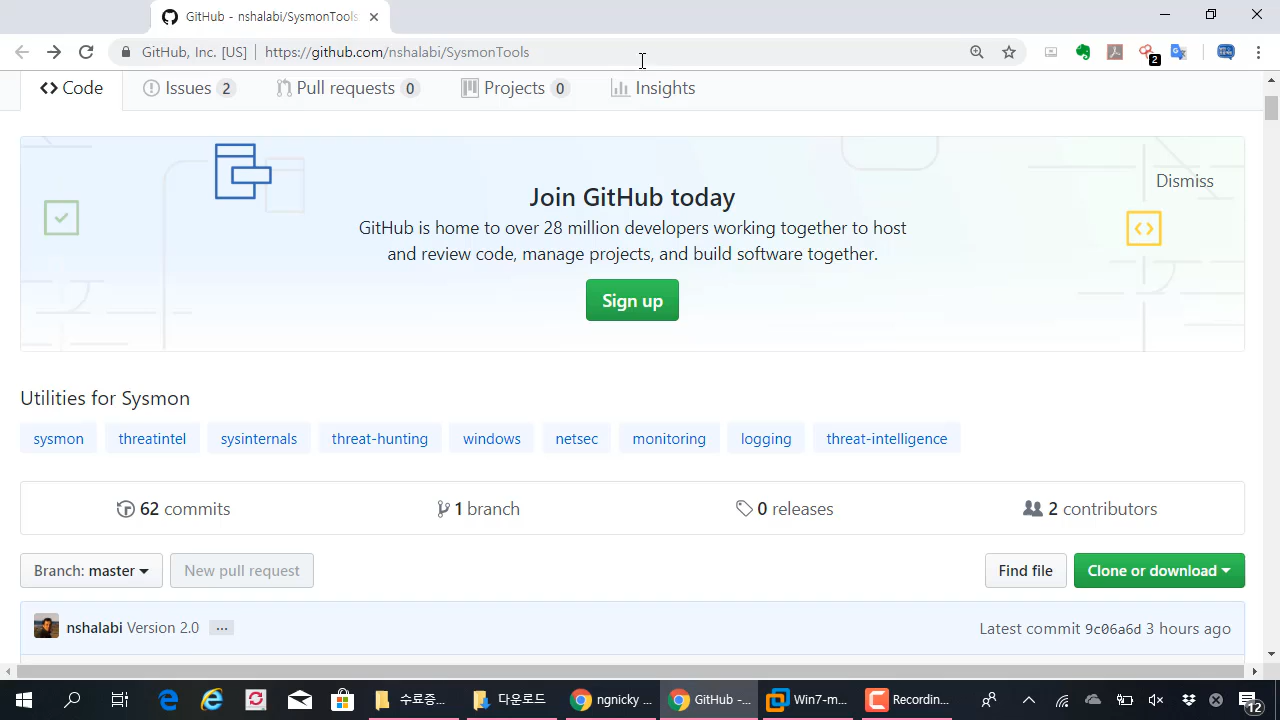 GitHub - nshalabi/SysmonTools
GitHub, Inc. [US] https://github.com/nshalabi/SysmonTools
2
Code Issues 2 Pull requests 0 Projects 0 Insights
Dismiss
Join GitHub today
GitHub is nome to over 28 million developers working together to host
and review code, manage projects, and build software together.
Sign up
Utilities for Sysmon
sysmon threatintel sysinternals threat-hunting windows netsec monitoring logging threat-intelligence
62 commits 1 branch 0 releases 2 contributors
Branch: master New pull request Find file Clone or download
nshalabi Version 2.0 ... Latest commit 9c06a6d 3 hours ago
수료증... 다운로드 ngnicky ... GitHub -... Win7-m... Recordin... 12